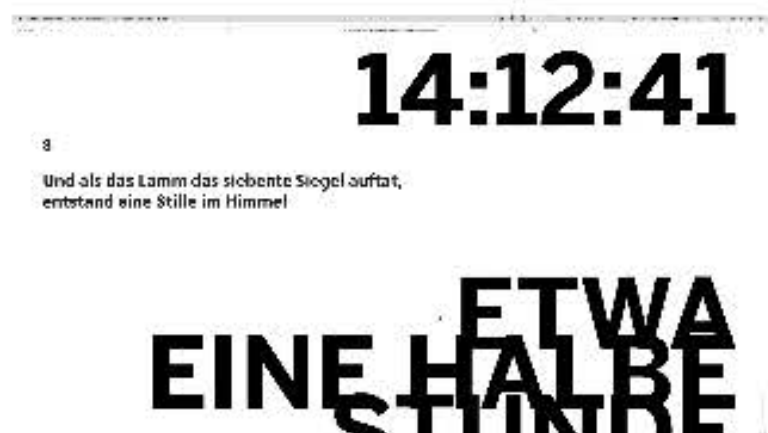 14:12:41
8
Und als das Lamm das siebente Siegel auftat,
entstand eine Stille im Himmel
ETWA
EINE HALBE
STUNDE